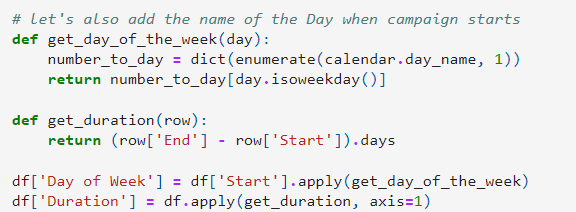 # let's also add the name of the Day when campaign starts
def get_day_of_the_week(day):
    number_to_day = dict(enumerate(calendar.day_name, 1))
    return number_to_day[day.isoweekday()]

def get_duration(row):
    return (row['End'] - row['Start']).days

df['Day of Week'] = df['Start'].apply(get_day_of_the_week)
df['Duration'] = df.apply(get_duration, axis=1)